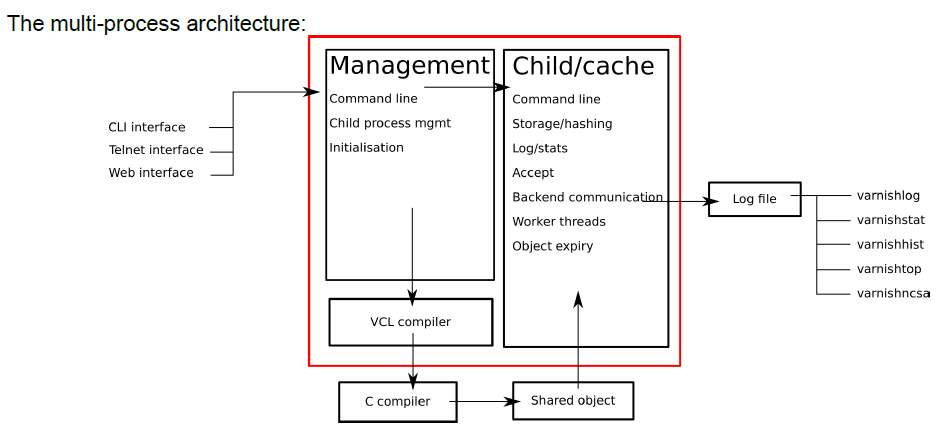 The multi-process architecture:
CLI interface
Telnet interface
Web interface
Management
Command line
Child process mgmt
Initialisation
Child/cache
Command line
Storage/hashing
Log/stats
Accept
Backend communication
Worker threads
Object expiry
VCL compiler
C compiler
Shared object
Log file
varnishlog
varnishstat
varnishhist
varnishtop
varnishncsa